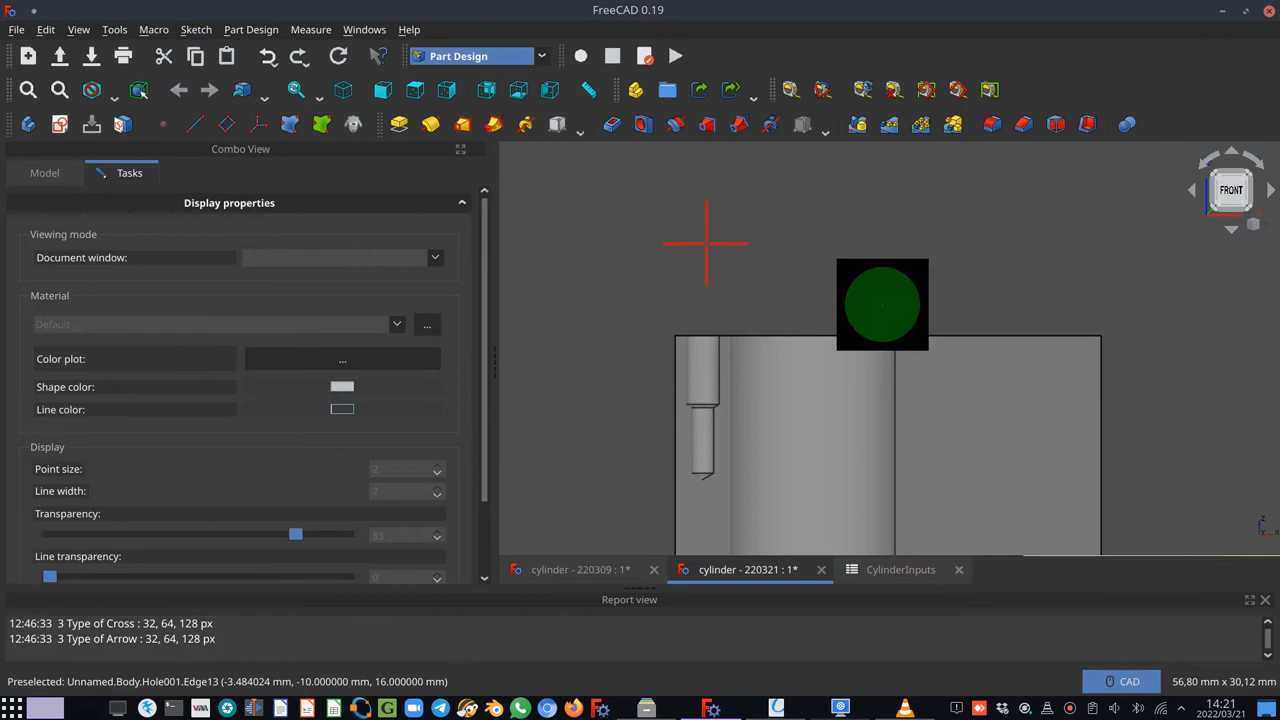 FreeCAD 0.19
File Edit View Tools Macro Sketch Part Design Measure Windows Help
Part Design
Combo View
Model Tasks
Display properties
Viewing mode
Document window:
Material
Default ...
Color plot: ...
Shape color:
Line color:
Display
Point size: 2
Line width: 2
Transparency: 83
Line transparency: 0
FRONT
cylinder - 220309 : 1* cylinder - 220321 : 1* CylinderInputs
Report view
12:46:33 3 Type of Cross : 32, 64, 128 px
12:46:33 3 Type of Arrow : 32, 64, 128 px
Preselected: Unnamed.Body.Hole001.Edge13 (-3.484024 mm, -10.000000 mm, 16.000000 mm) CAD 56,80 mm x 30,12 mm
14:21
2022/03/21